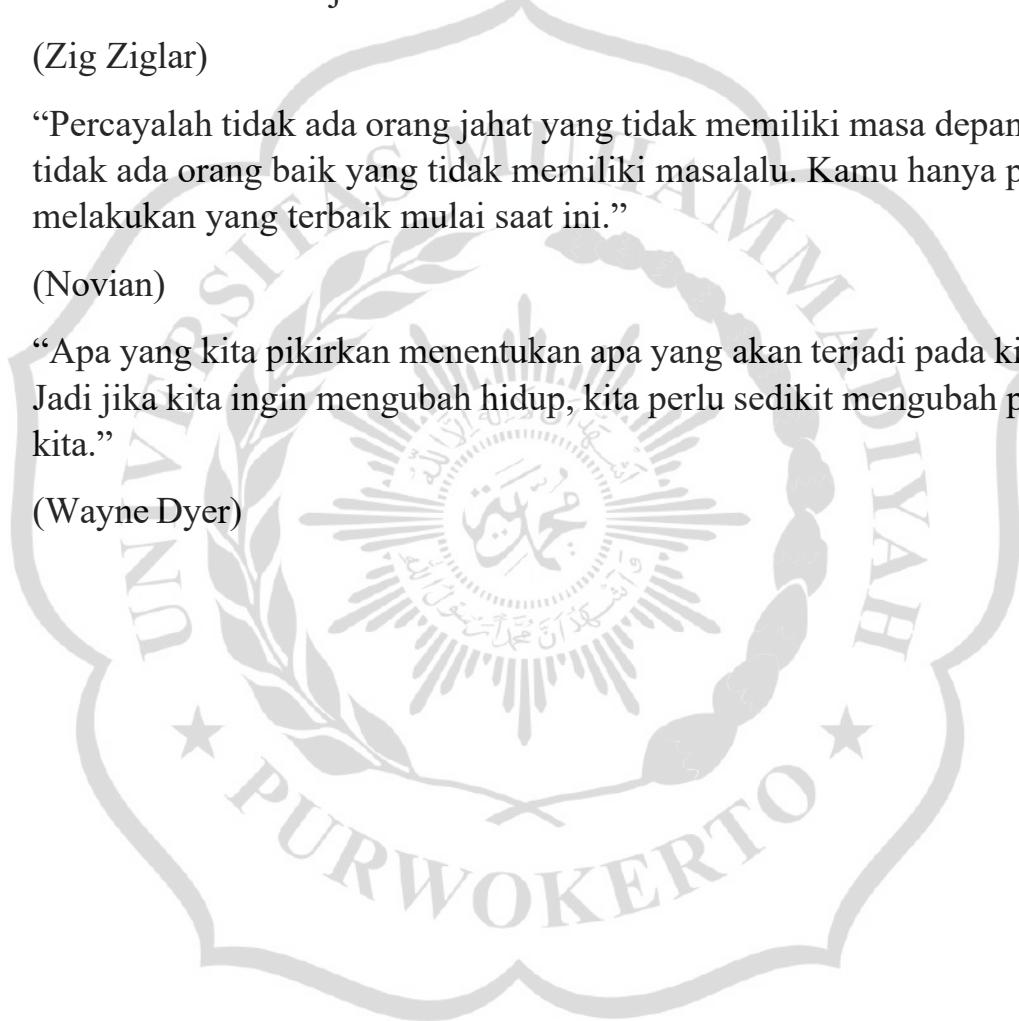 (Zig Ziglar)
“Percayalah tidak ada orang jahat yang tidak memiliki masa depan
tidak ada orang baik yang tidak memiliki masalalu. Kamu hanya
melakukan yang terbaik mulai saat ini.”
(Novian)
“Apa yang kita pikirkan menentukan apa yang akan terjadi pada
Jadi jika kita ingin mengubah hidup, kita perlu sedikit mengubah
kita.”
(Wayne Dyer)
UNIVERSITAS MUHAMMADIYAH
PURWOKERTO